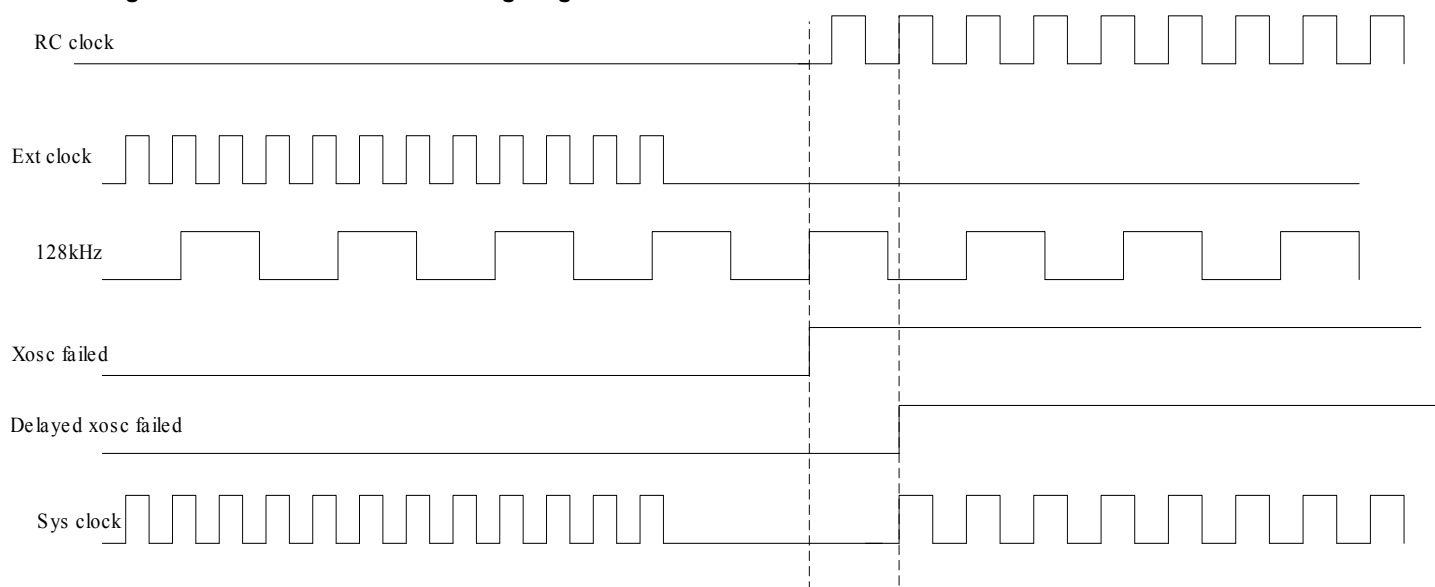 RC clock
Ext clock
128kHz
Xosc failed
Delayed xosc failed
Sys clock